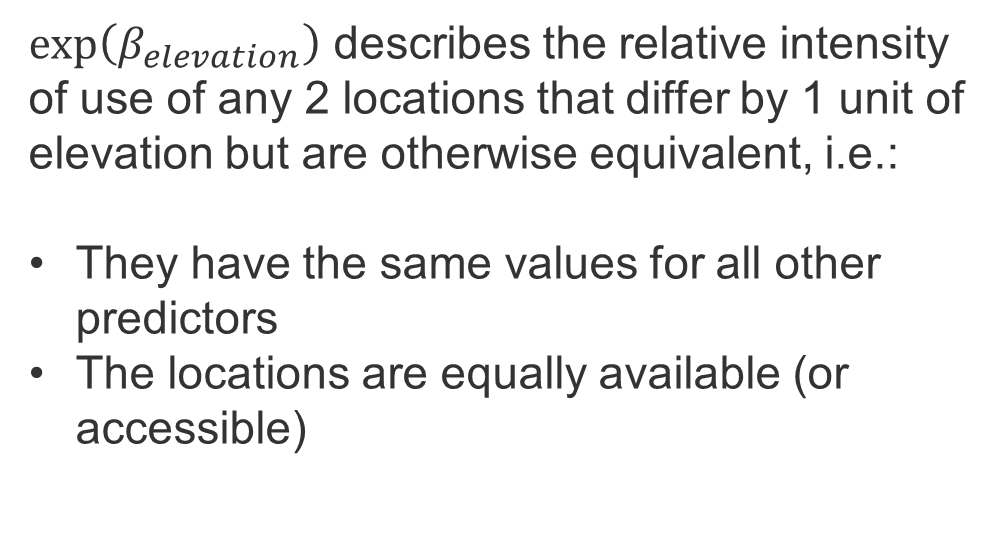 exp(𝛽𝑒𝑙𝑒𝑣𝑎𝑡𝑖𝑜𝑛) describes the relative intensity
of use of any 2 locations that differ by 1 unit of
elevation but are otherwise equivalent, i.e.:
• They have the same values for all other
predictors
• The locations are equally available (or
accessible)